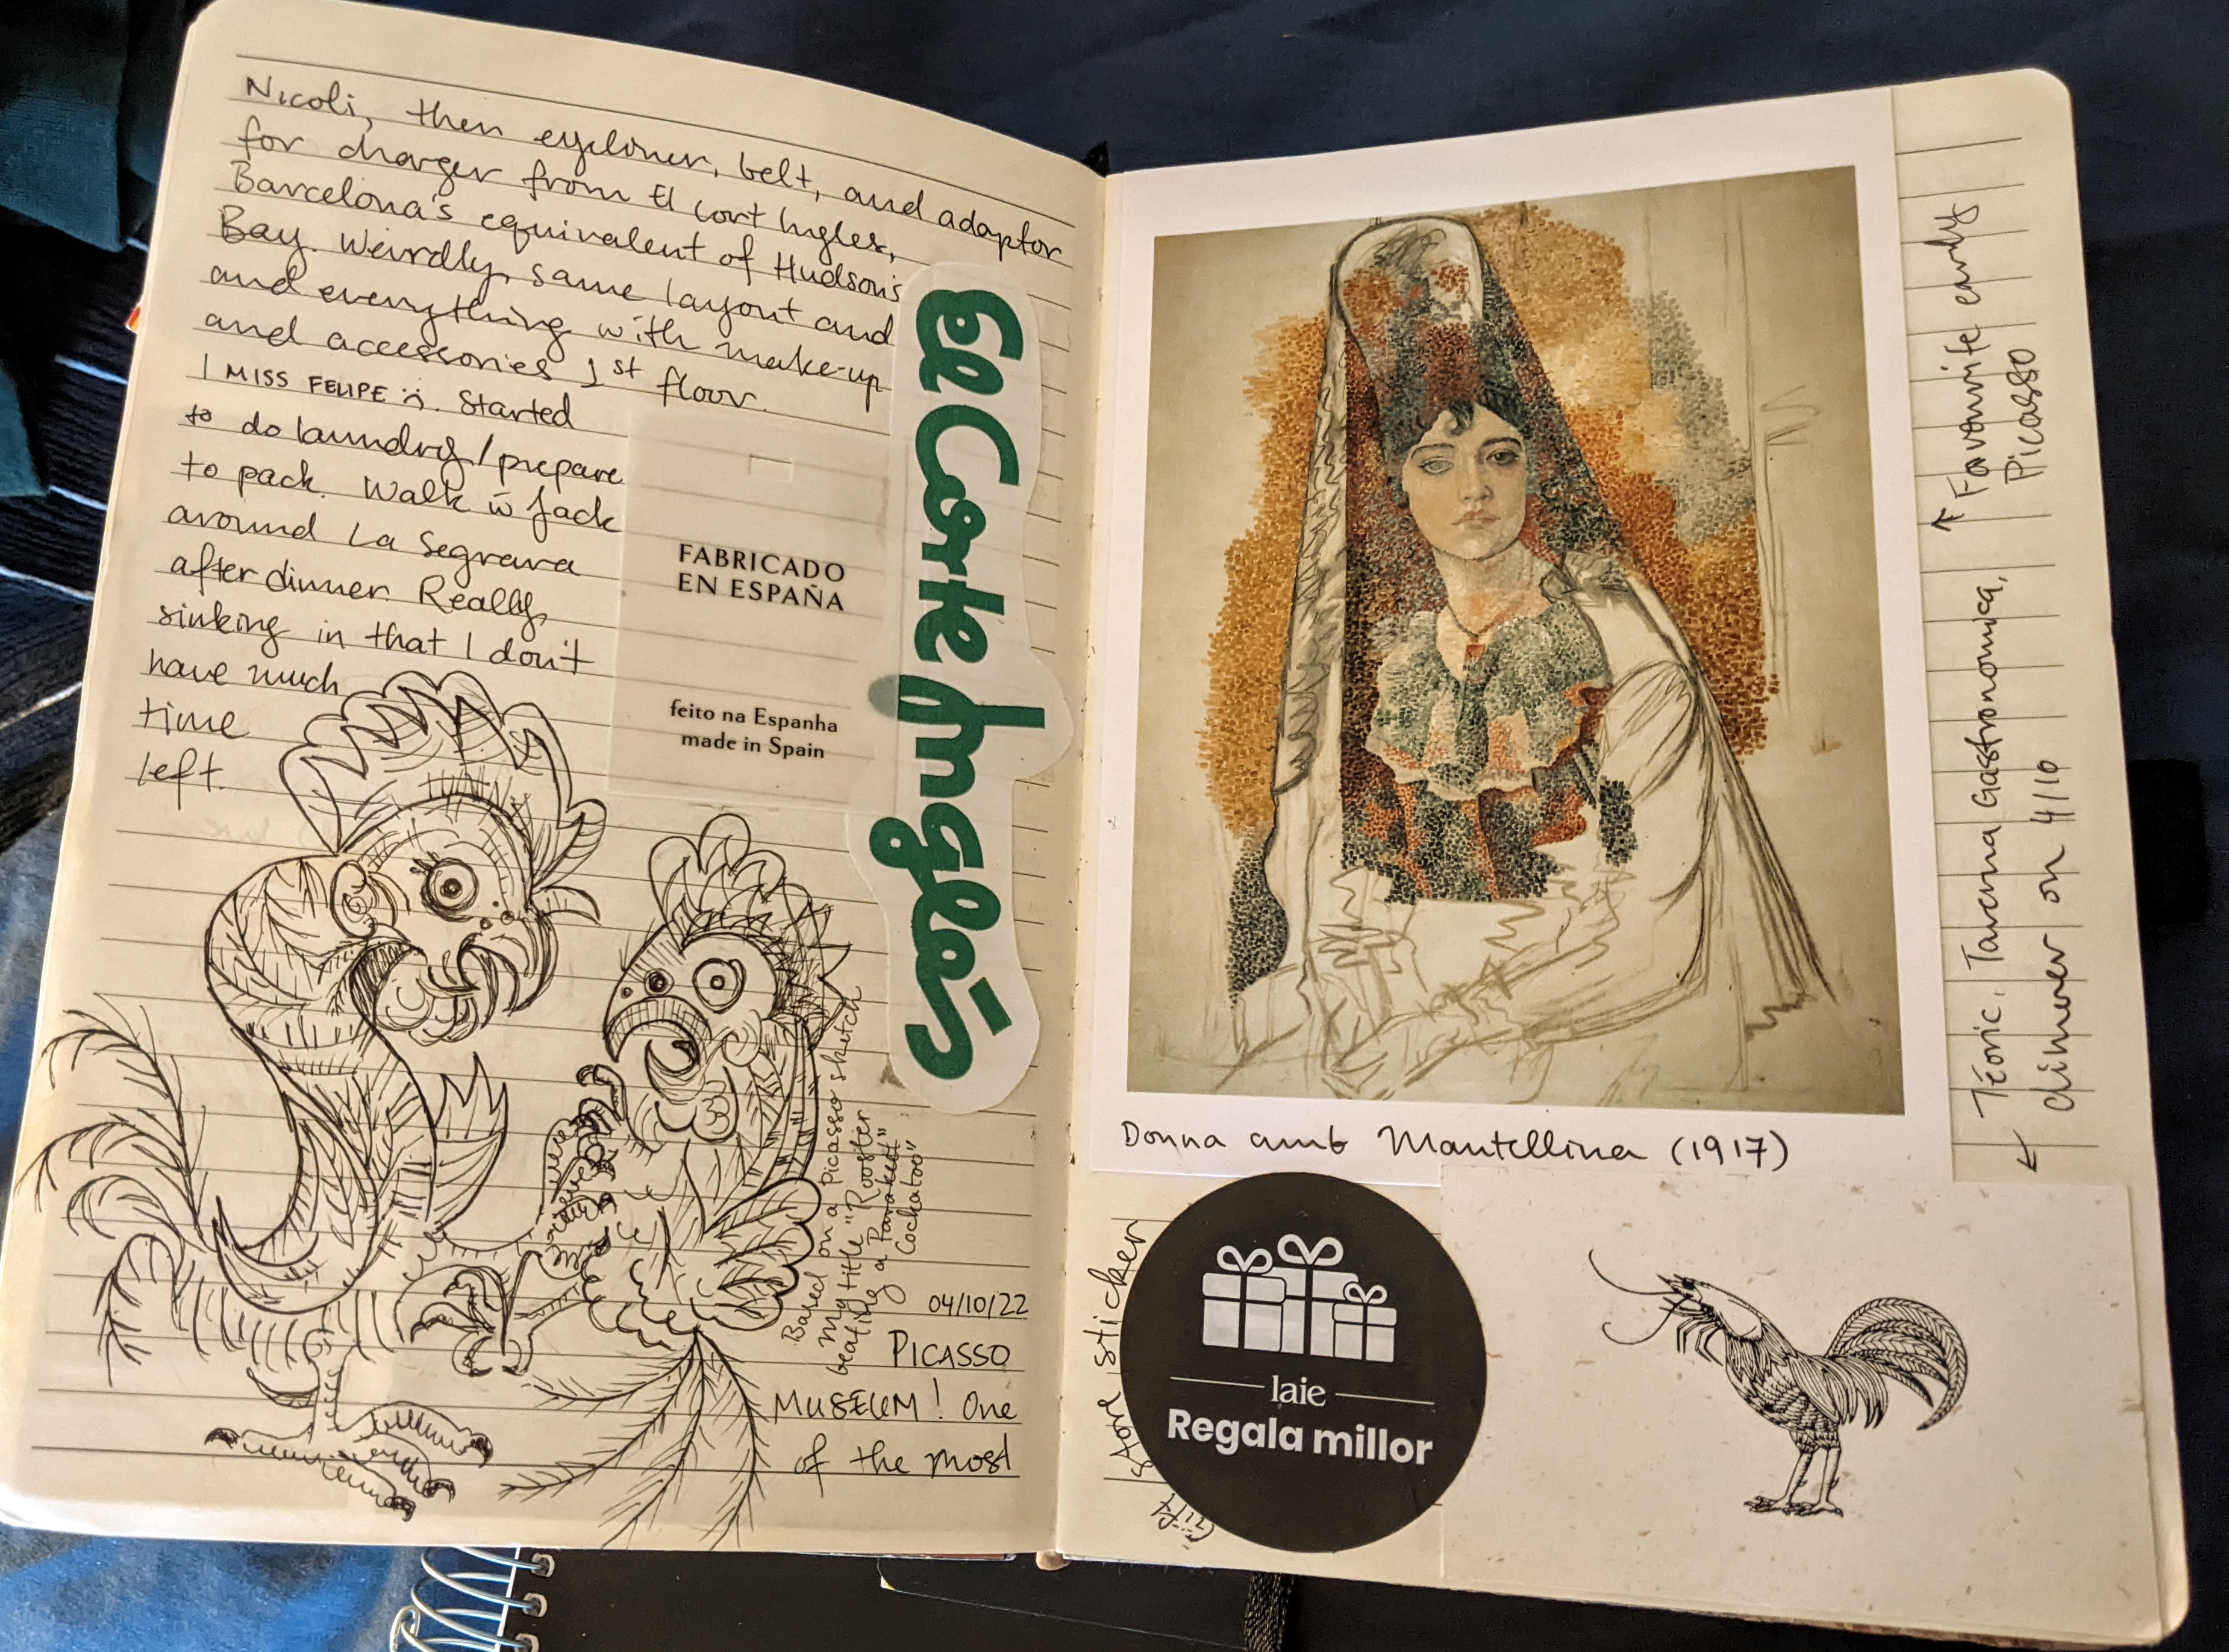 Nicoli, then eyeliner, belt, and adaptor
for charger from El Cort Ingles,
Barcelona's equivalent of Hudson's
Bay. Weirdly, same layout and
and everything with make-up
and accessories 1st floor.
I MISS FELIPE :(. Started
to do laundry/prepare
to pack. Walk w̄ Jack
around La Segrera
after dinner. Really
sinking in that I don't
have much
time
left.
FABRICADO
EN ESPAÑA
feito na Espanha
made in Spain
El Corte Inglés
Based on a Picasso sketch
my title "Rooster
beating a Parakeet"
Cockatoo"
04/10/22
PICASSO
MUSEUM! One
of the most
Donna amb Mantellina (1917)
↑ Favourite early
Picasso
← Téoric. Taverna Gastronomica,
dinner on 4/10
Gift store sticker
laie
Regala millor